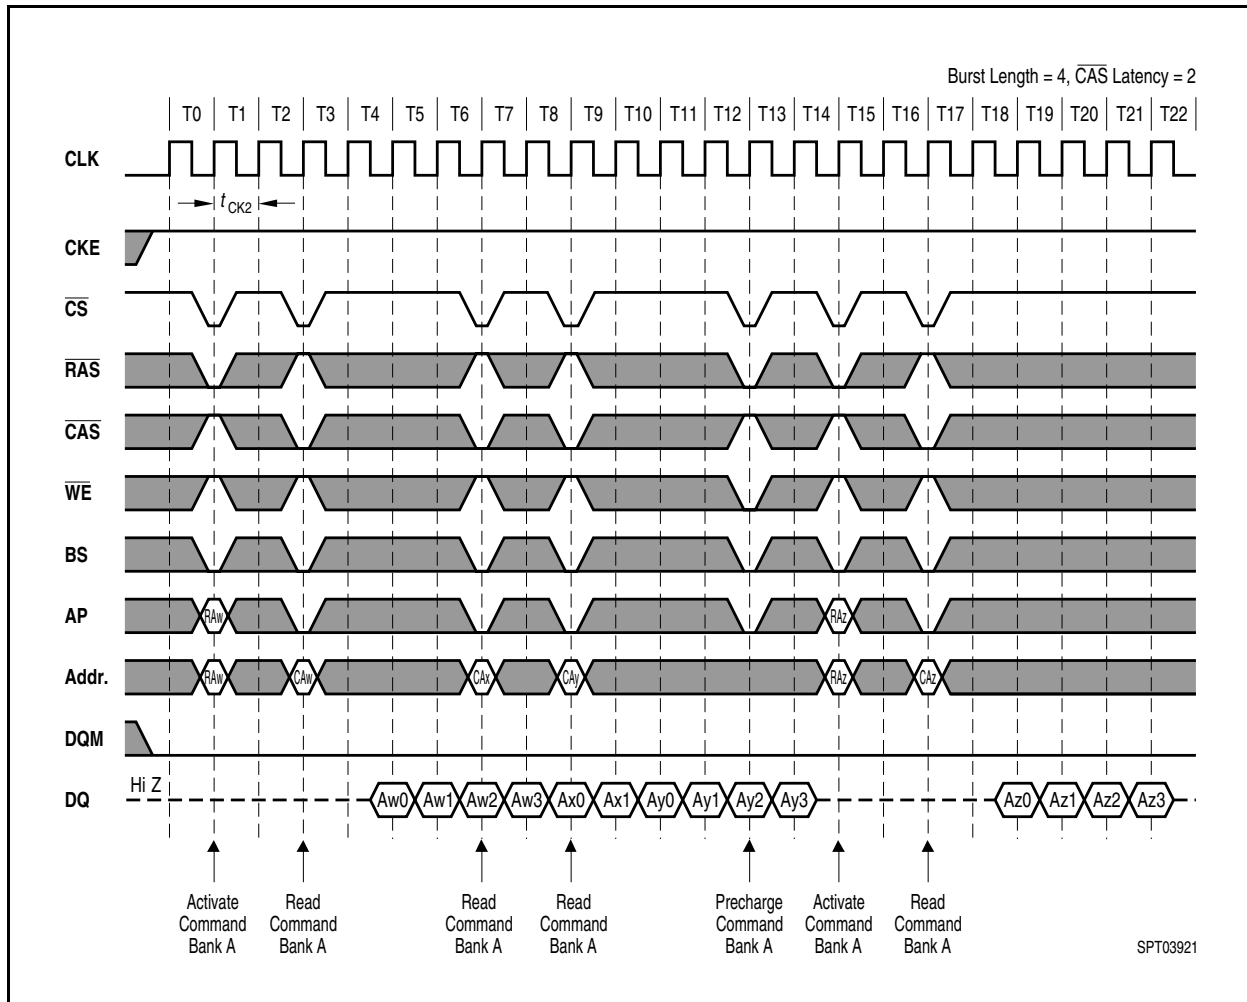 Burst Length = 4, CAS Latency = 2
T0 T1 T2 T3 T4 T5 T6 T7 T8 T9 T10 T11 T12 T13 T14 T15 T16 T17 T18 T19 T20 T21 T22
CLK
t CK2
CKE
CS
RAS
CAS
WE
BS
AP RAw RAz
Addr. RAw CAw CAx CAy RAz CAz
DQM
Hi Z
DQ Aw0 Aw1 Aw2 Aw3 Ax0 Ax1 Ay0 Ay1 Ay2 Ay3 Az0 Az1 Az2 Az3
Activate Read Read Read Precharge Activate Read
Command Command Command Command Command Command Command
Bank A Bank A Bank A Bank A Bank A Bank A Bank A
SPT03921